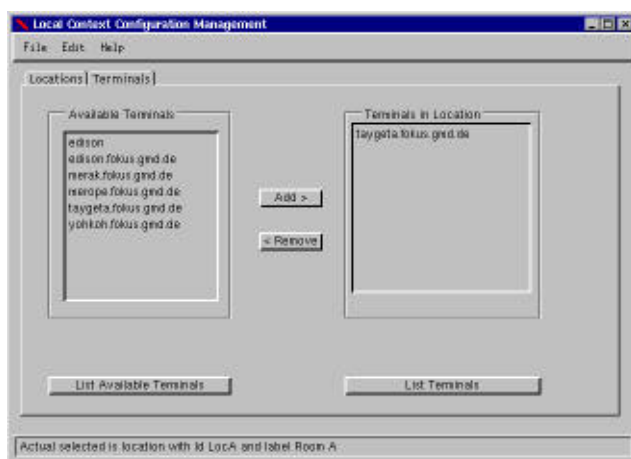 Local Context Configuration Management
File Edit Help
Locations Terminals
Available Terminals
edison
edison.fokus.gmd.de
merak.fokus.gmd.de
merope.fokus.gmd.de
taygeta.fokus.gmd.de
yohkoh.fokus.gmd.de
Add >
< Remove
Terminals in Location
taygeta.fokus.gmd.de
List Available Terminals
List Terminals
Actual selected is location with Id LocA and label Room A